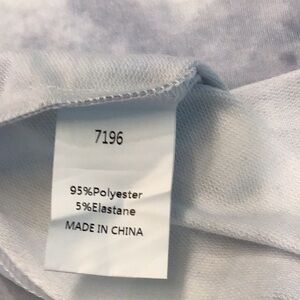 7196
95%Polyester
5%Elastane
MADE IN CHINA